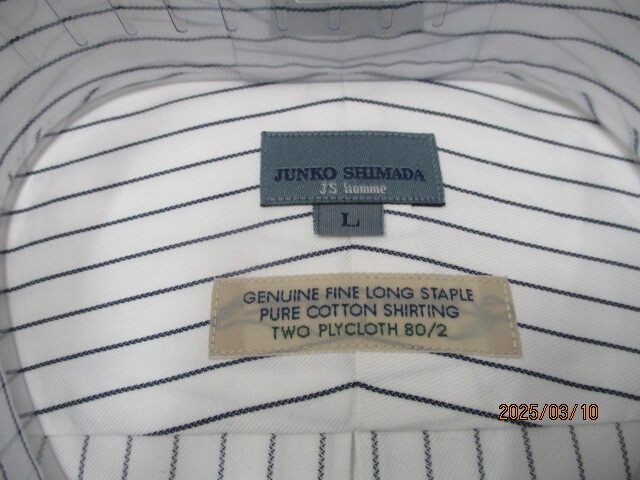 JUNKO SHIMADA
JS homme
L
GENUINE FINE LONG STAPLE
PURE COTTON SHIRTING
TWO PLYCLOTH 80/2
2025/03/10